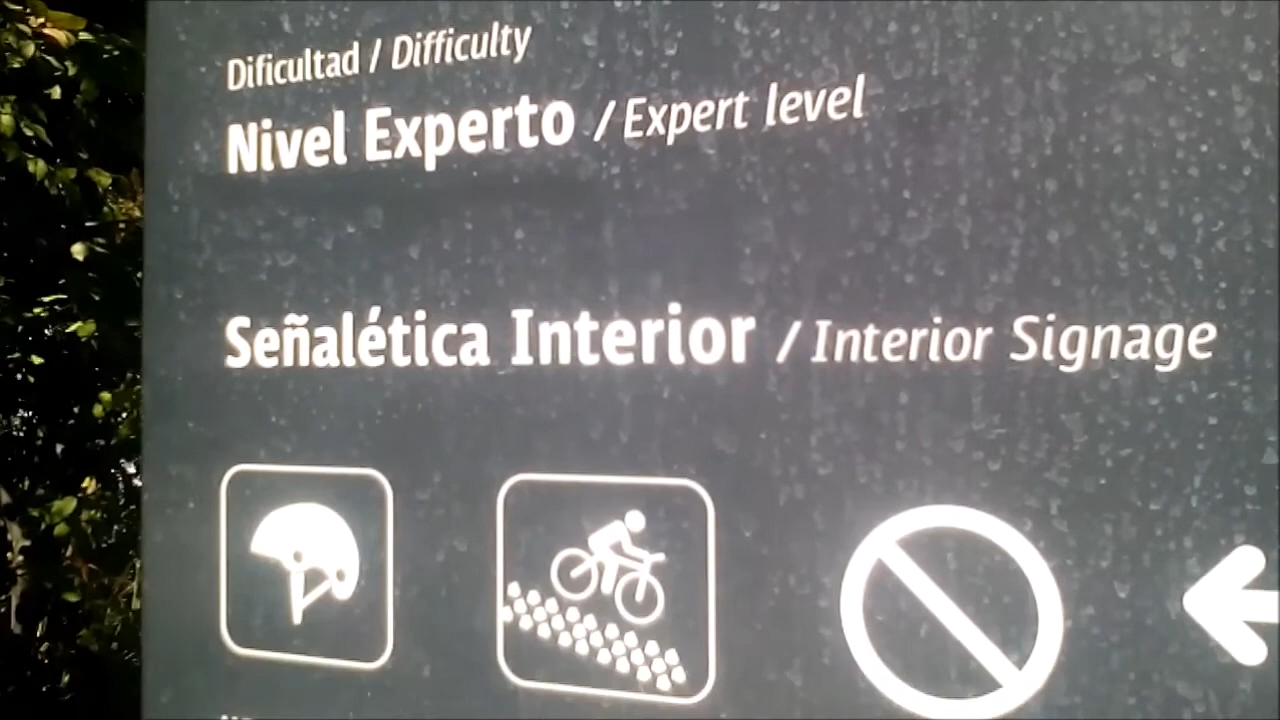 Dificultad / Difficulty
Nivel Experto / Expert level
Señalética Interior / Interior Signage